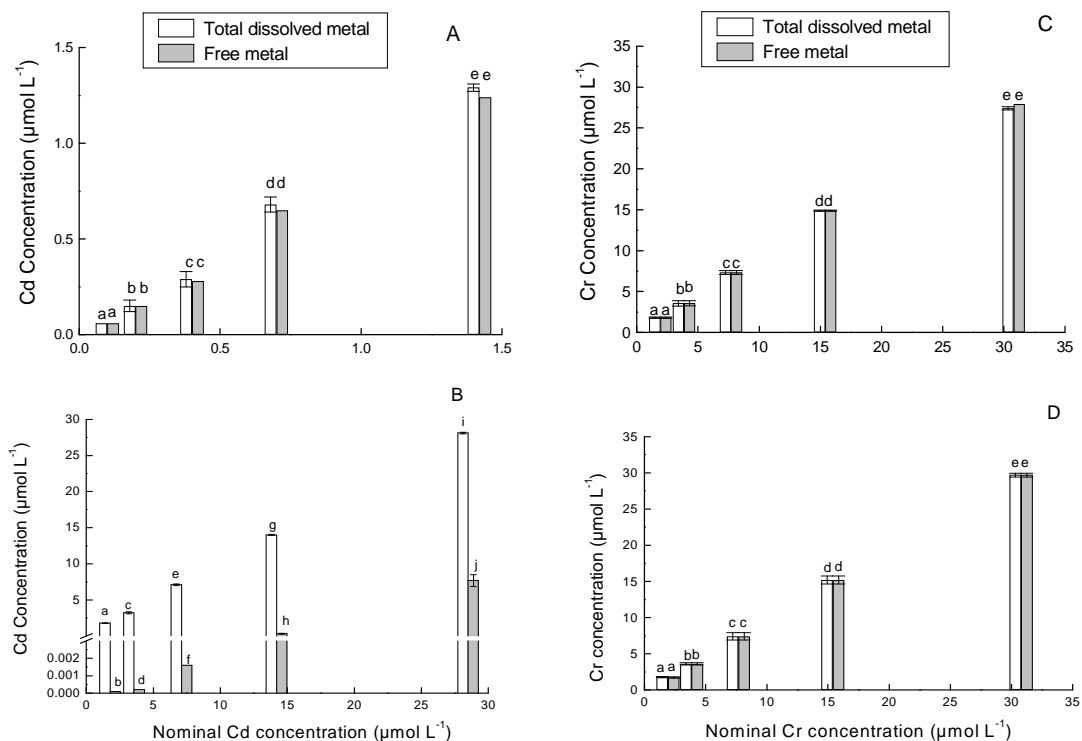 Total dissolved metal
Free metal
A
Cd Concentration (µmol L⁻¹)
1.5
1.0
0.5
0.0
a a
b b
c c
d d
e e
0.0 0.5 1.0 1.5
Total dissolved metal
Free metal
C
Cr Concentration (µmol L⁻¹)
35
30
25
20
15
10
5
0
a a
b b
c c
d d
e e
0 5 10 15 20 25 30 35
B
Cd Concentration (µmol L⁻¹)
30
25
20
15
10
5
0.002
0.001
0.000
a b
c d
e f
g h
i j
0 5 10 15 20 25 30
Nominal Cd concentration (µmol L⁻¹)
D
Cr concentration (µmol L⁻¹)
35
30
25
20
15
10
5
0
a a
b b
c c
d d
e e
0 5 10 15 20 25 30 35
Nominal Cr concentration (µmol L⁻¹)